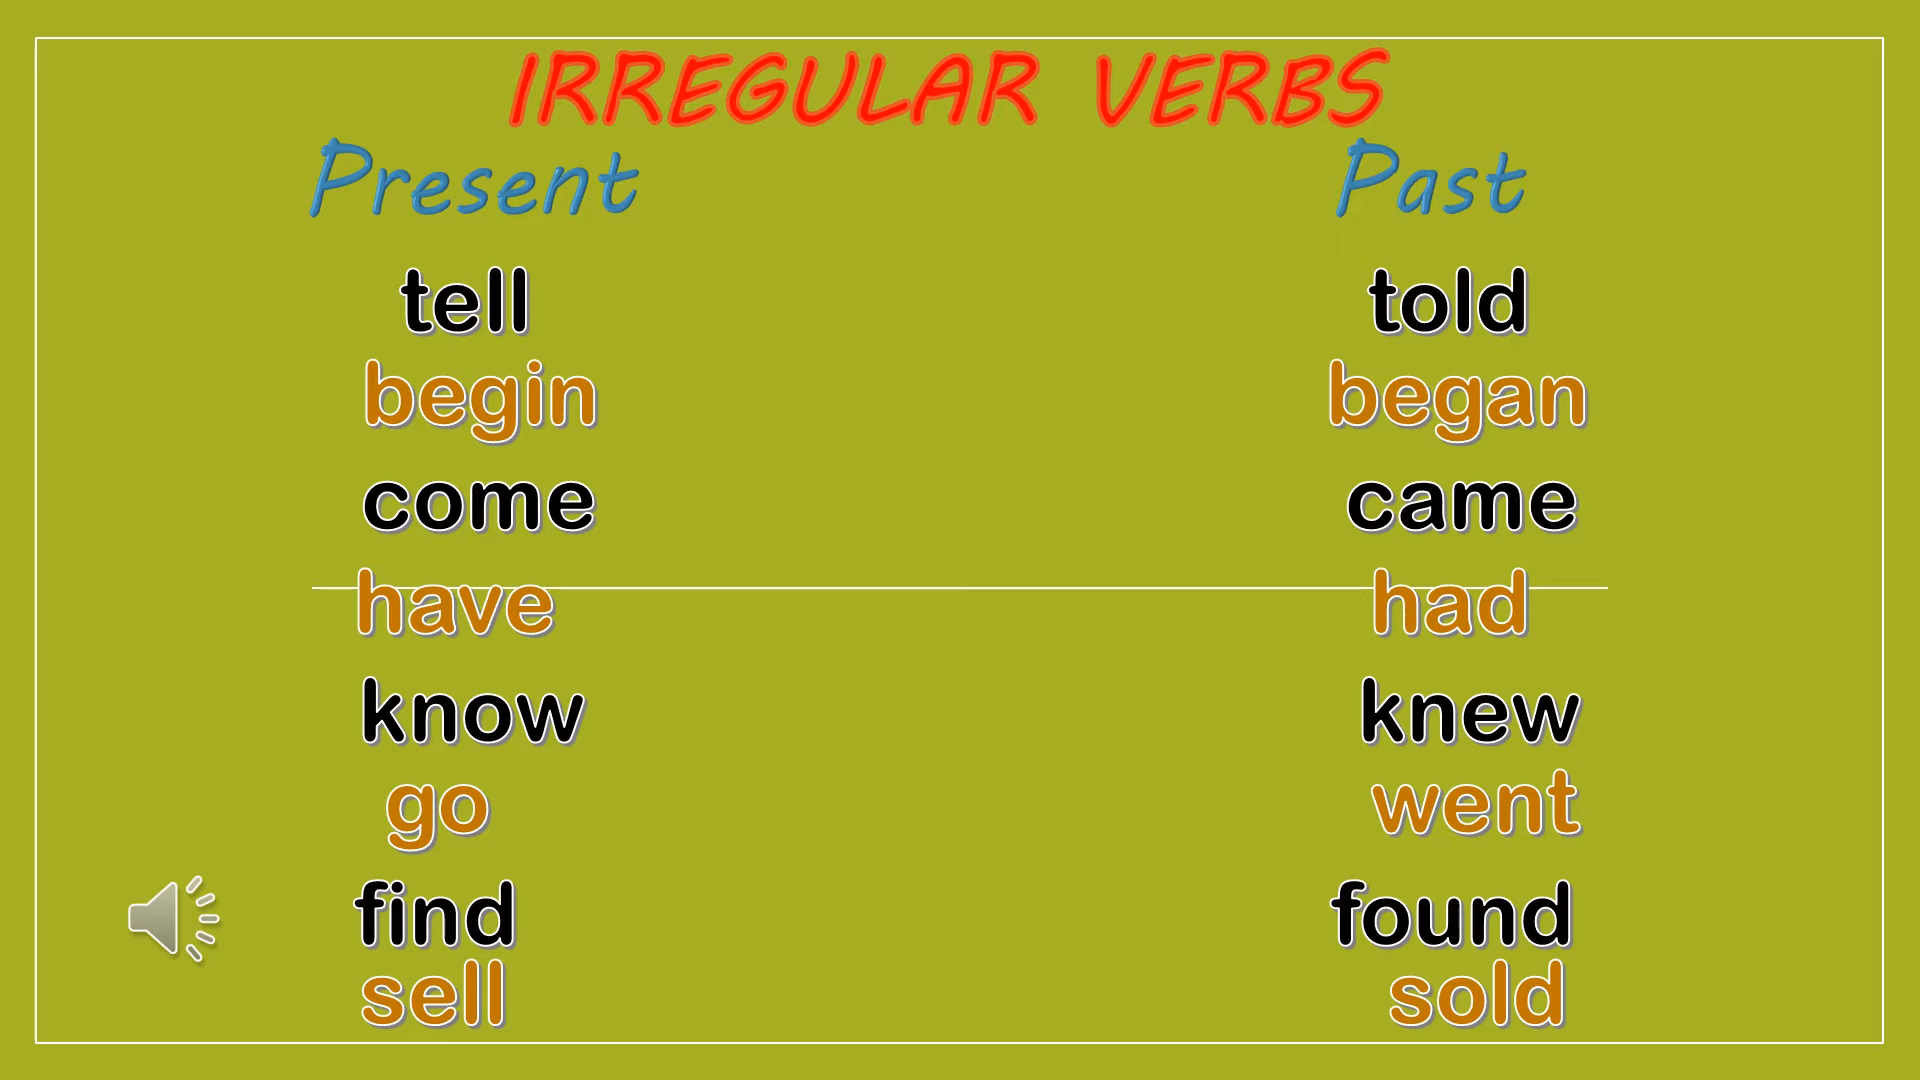 IRREGULAR VERBS
Present Past
tell told
begin began
come came
have had
know knew
go went
find found
sell sold